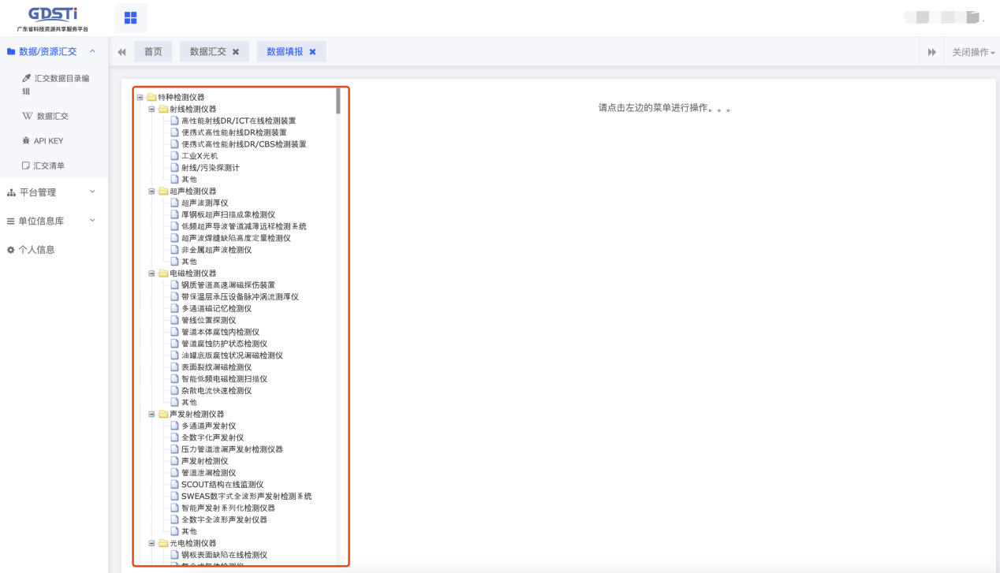 GDSTi
广东省科技资源共享服务平台
数据/资源汇交
首页
数据汇交
数据填报
关闭操作
汇交数据目录编
辑
数据汇交
API KEY
汇交清单
平台管理
单位信息库
个人信息
特种检测仪器
射线检测仪器
高性能射线DR/ICT在线检测装置
便携式高性能射线DR检测装置
便携式高性能射线DR/CBS检测装置
工业X光机
射线/污染探测计
其他
超声检测仪器
超声波测厚仪
厚钢板超声扫描成象检测仪
低频超声导波管道减薄远程检测系统
超声波焊缝缺陷高度定量检测仪
非金属超声波检测仪
其他
电磁检测仪器
钢质管道高速漏磁探伤装置
带保温层承压设备脉冲涡流测厚仪
多通道磁记忆检测仪
管线位置探测仪
管道本体腐蚀内检测仪
管道腐蚀防护状态检测仪
油罐底版腐蚀状况漏磁检测仪
表面裂纹漏磁检测仪
智能低频电磁检测扫描仪
杂散电流快速检测仪
其他
声发射检测仪器
多通道声发射仪
全数字化声发射仪
压力管道泄漏声发射检测仪器
声发射检测仪
管道泄漏检测仪
SCOUT结构在线监测仪
SWEAS数字式全波形声发射检测系统
智能声发射系列化检测仪器
全数字全波形声发射仪器
其他
光电检测仪器
钢板表面缺陷在线检测仪
请点击左边的菜单进行操作。。。